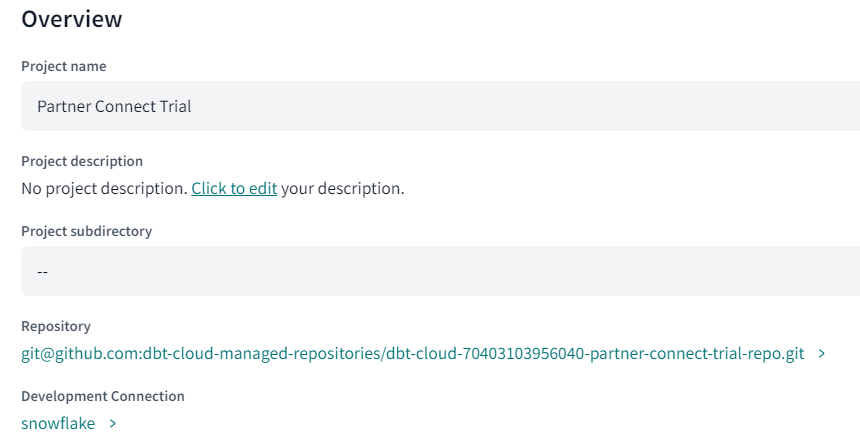 Overview
Project name
Partner Connect Trial
Project description
No project description. Click to edit your description.
Project subdirectory
--
Repository
git@github.com:dbt-cloud-managed-repositories/dbt-cloud-70403103956040-partner-connect-trial-repo.git
Development Connection
snowflake